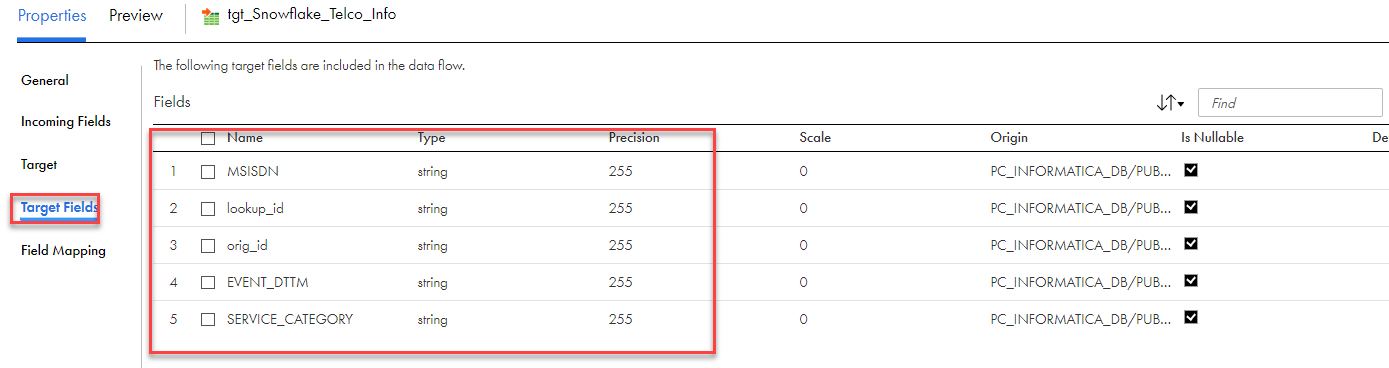 Properties Preview tgt_Snowflake_Telco_Info
The following target fields are included in the data flow.
General
Fields Find
Incoming Fields
Name Type Precision Scale Origin Is Nullable De
Target
1 MSISDN string 255 0 PC_INFORMATICA_DB/PUB...
Target Fields
2 lookup_id string 255 0 PC_INFORMATICA_DB/PUB...
Field Mapping
3 orig_id string 255 0 PC_INFORMATICA_DB/PUB...
4 EVENT_DTTM string 255 0 PC_INFORMATICA_DB/PUB...
5 SERVICE_CATEGORY string 255 0 PC_INFORMATICA_DB/PUB...